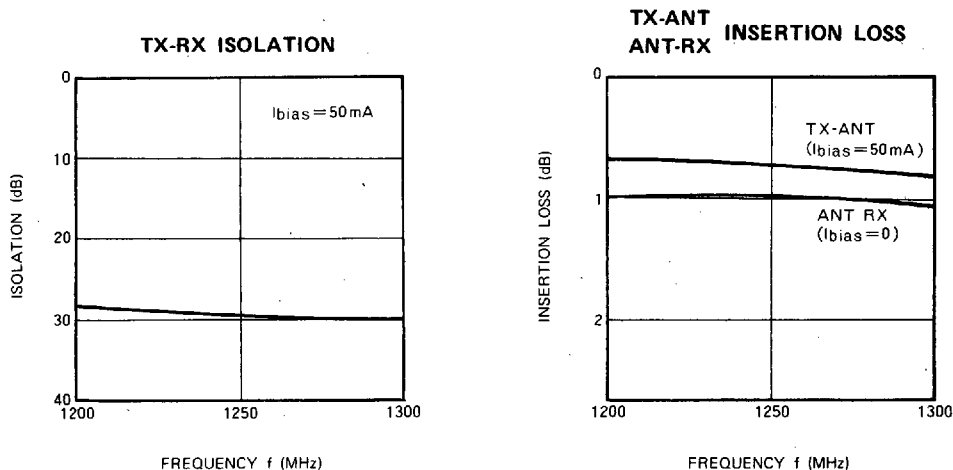 TX-RX ISOLATION
0
10
20
30
40
ISOLATION (dB)
Ibias=50mA
1200
1250
1300
FREQUENCY f (MHz)
TX-ANT
ANT-RX INSERTION LOSS
0
1
2
INSERTION LOSS (dB)
TX-ANT
(Ibias=50mA)
ANT RX
(Ibias=0)
1200
1250
1300
FREQUENCY f (MHz)